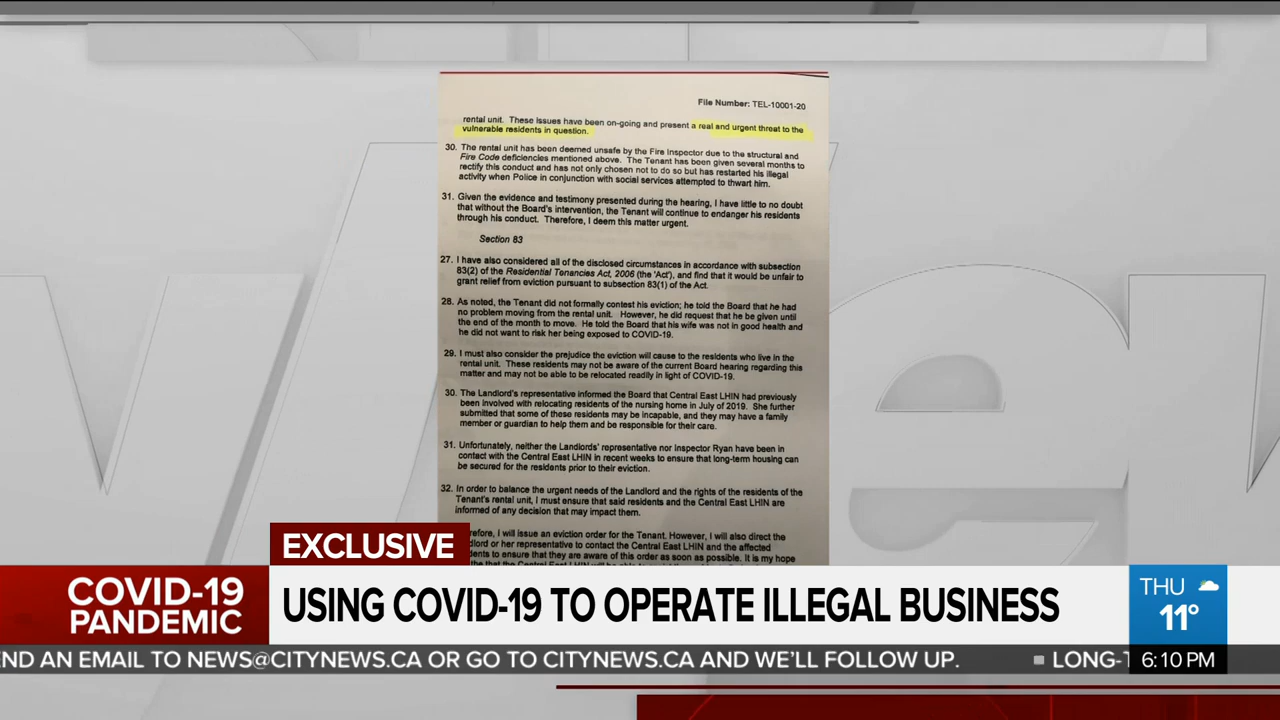 File Number: TEL-10001-20
rental unit. These issues have been on-going and present a real and urgent threat to the
vulnerable residents in question.
30. The rental unit has been deemed unsafe by the Fire Inspector due to the structural and
Fire Code deficiencies mentioned above. The Tenant has been given several months to
rectify this conduct and has not only chosen not to do so but has restarted his illegal
activity when Police in conjunction with social services attempted to thwart him.
31. Given the evidence and testimony presented during the hearing, I have little to no doubt
that without the Board's intervention, the Tenant will continue to endanger his residents
through his conduct. Therefore, I deem this matter urgent.
Section 83
27. I have also considered all of the disclosed circumstances in accordance with subsection
83(2) of the Residential Tenancies Act, 2006 (the 'Act'), and find that it would be unfair to
grant relief from eviction pursuant to subsection 83(1) of the Act.
28. As noted, the Tenant did not formally contest his eviction; he told the Board that he had
no problem moving from the rental unit. However, he did request that he be given until
the end of the month to move. He told the Board that his wife was not in good health and
he did not want to risk her being exposed to COVID-19.
29. I must also consider the prejudice the eviction will cause to the residents who live in the
rental unit. These residents may not be aware of the current Board hearing regarding this
matter and may not be able to be relocated readily in light of COVID-19.
30. The Landlord's representative informed the Board that Central East LHIN had previously
been involved with relocating residents of the nursing home in July of 2019. She further
submitted that some of these residents may be incapable, and they may have a family
member or guardian to help them and be responsible for their care.
31. Unfortunately, neither the Landlords' representative nor Inspector Ryan have been in
contact with the Central East LHIN in recent weeks to ensure that long-term housing can
be secured for the residents prior to their eviction.
32. In order to balance the urgent needs of the Landlord and the rights of the residents of the
Tenant's rental unit, I must ensure that said residents and the Central East LHIN are
informed of any decision that may impact them.
refore, I will issue an eviction order for the Tenant. However, I will also direct the
dlord or her representative to contact the Central East LHIN and the affected
dents to ensure that they are aware of this order as soon as possible. It is my hope
EXCLUSIVE
COVID-19
PANDEMIC
USING COVID-19 TO OPERATE ILLEGAL BUSINESS
THU
11°
END AN EMAIL TO NEWS@CITYNEWS.CA OR GO TO CITYNEWS.CA AND WE'LL FOLLOW UP. LONG-T
6:10 PM